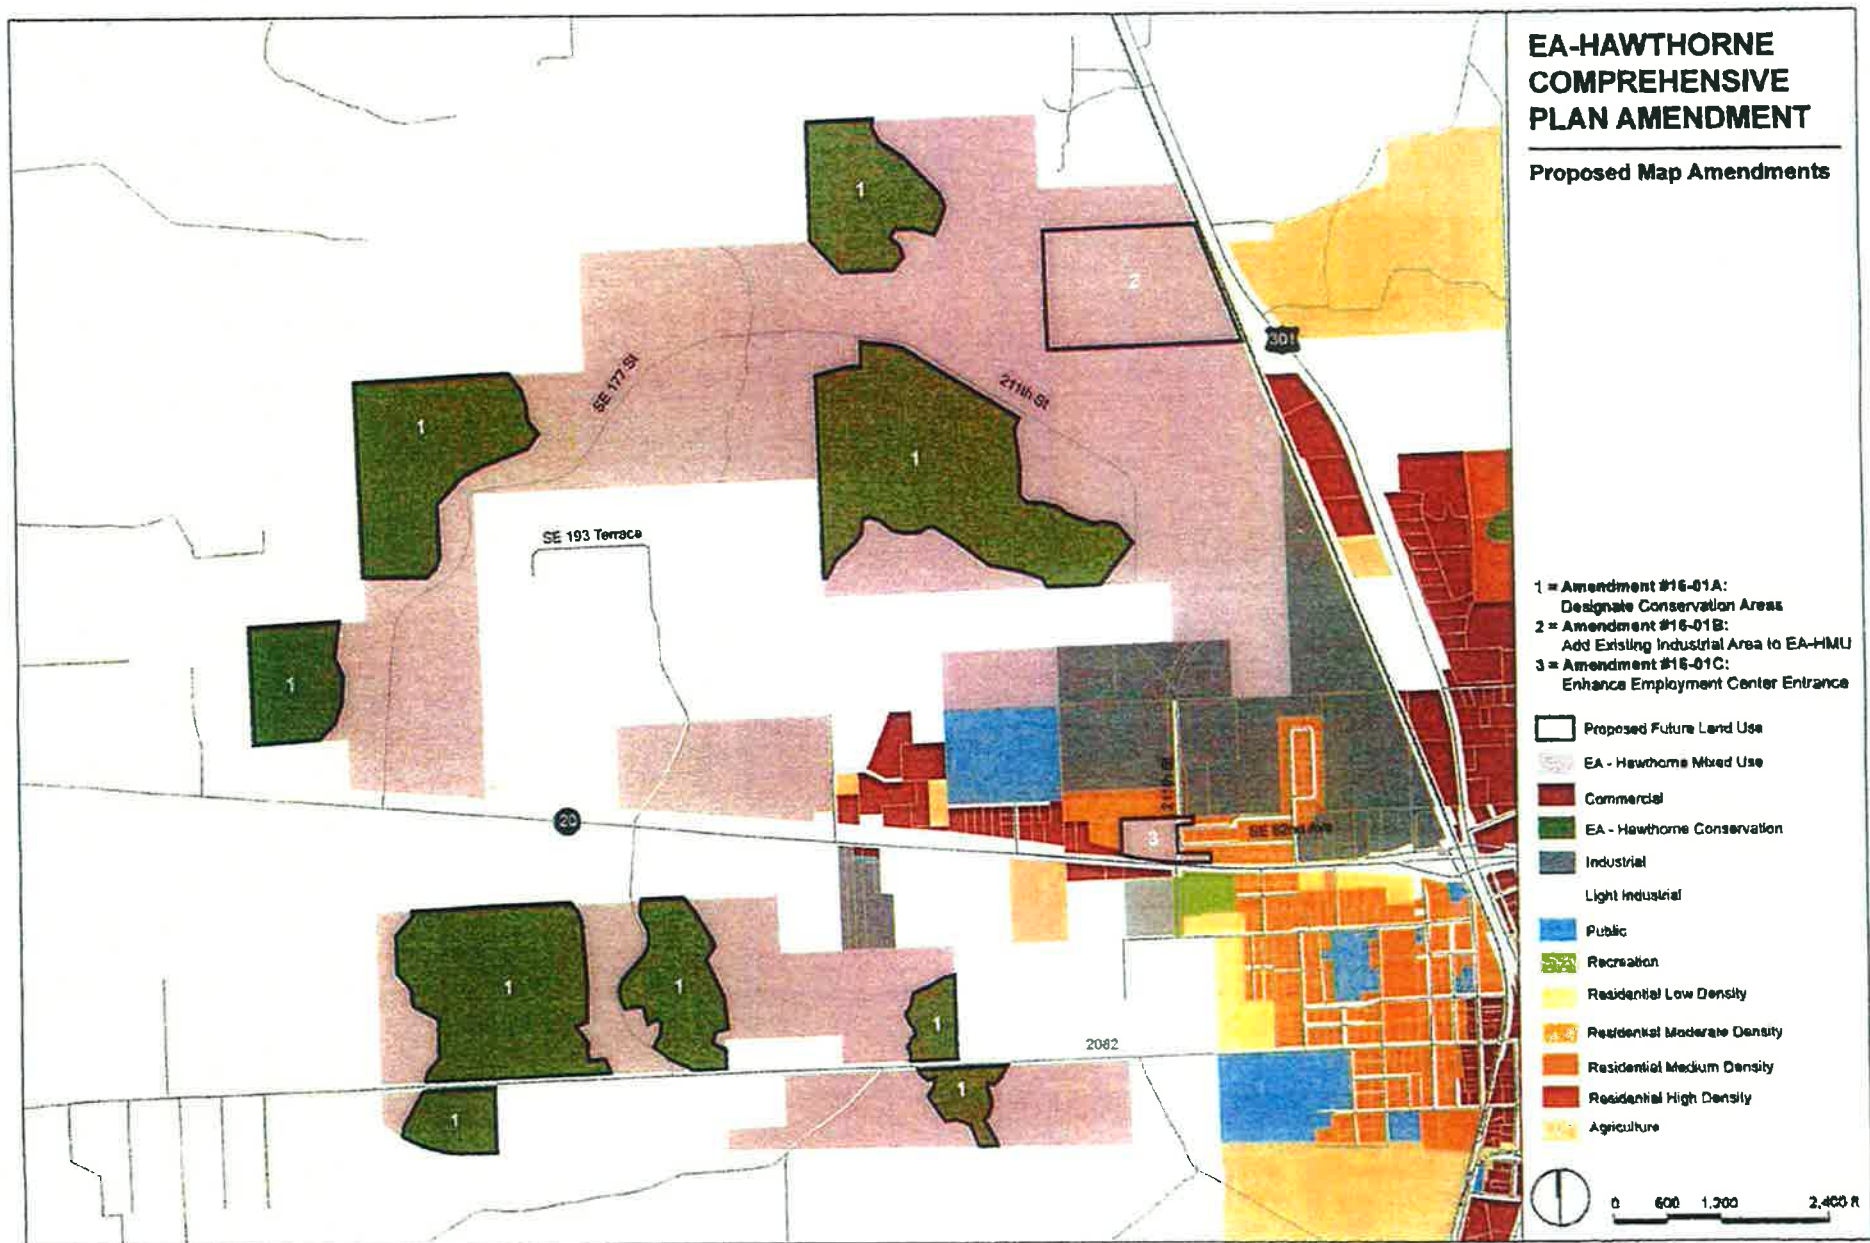 EA-HAWTHORNE
COMPREHENSIVE
PLAN AMENDMENT
Proposed Map Amendments
1
2
301
SE 177 St
211th St
1
1
SE 193 Terrace
1
1 = Amendment #16-01A:
Designate Conservation Areas
2 = Amendment #16-01B:
Add Existing Industrial Area to EA-HMU
3 = Amendment #16-01C:
Enhance Employment Center Entrance
Proposed Future Land Use
EA - Hawthorne Mixed Use
Commercial
EA - Hawthorne Conservation
Industrial
Light Industrial
Public
Recreation
Residential Low Density
Residential Moderate Density
Residential Medium Density
Residential High Density
Agriculture
20
3
SE 82nd Ave
1
1
1
2082
1
1
0 600 1,200 2,400 ft